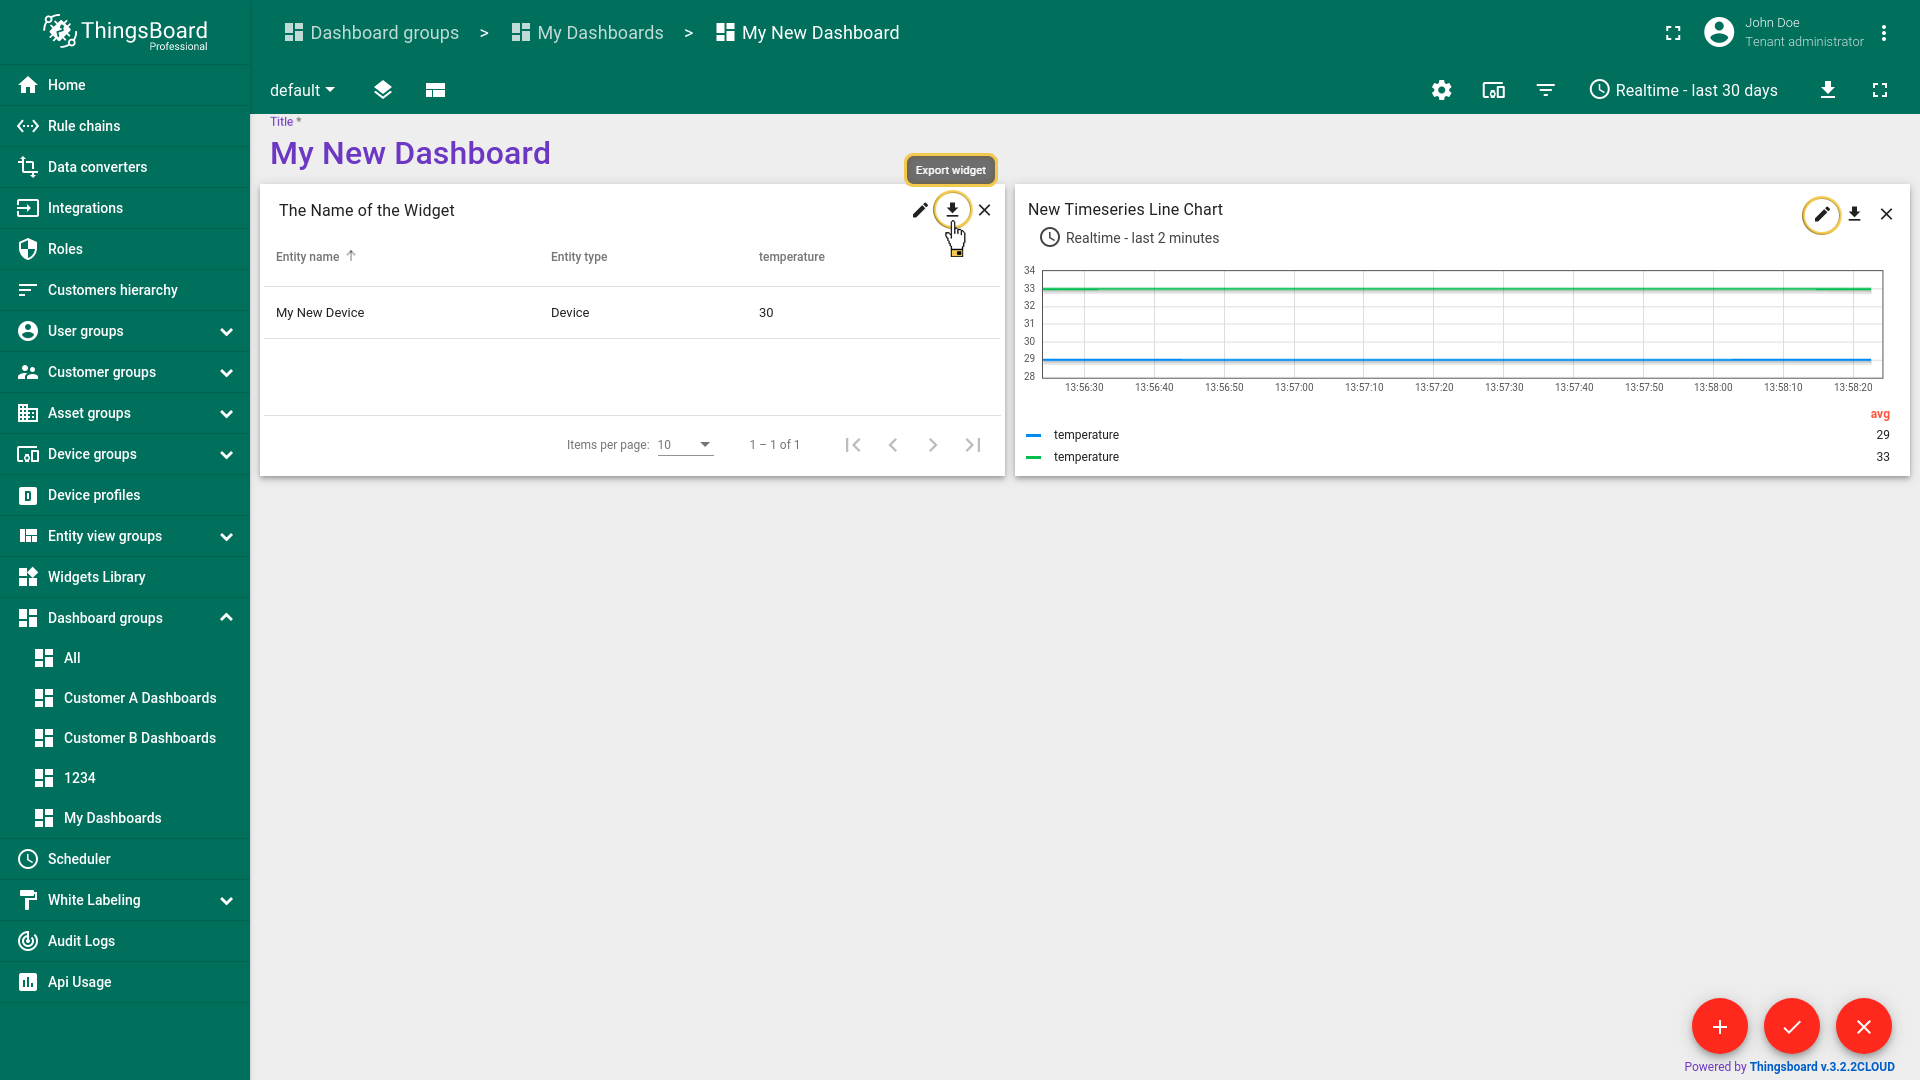 ThingsBoard
Professional
Dashboard groups > My Dashboards > My New Dashboard
John Doe
Tenant administrator
default
Realtime - last 30 days
Home
Rule chains
Data converters
Integrations
Roles
Customers hierarchy
User groups
Customer groups
Asset groups
Device groups
Device profiles
Entity view groups
Widgets Library
Dashboard groups
All
Customer A Dashboards
Customer B Dashboards
1234
My Dashboards
Scheduler
White Labeling
Audit Logs
Api Usage
Title *
My New Dashboard
Export widget
The Name of the Widget
Entity name Entity type temperature
My New Device Device 30
Items per page: 10 1 – 1 of 1
New Timeseries Line Chart
Realtime - last 2 minutes
34
33
32
31
30
29
28
13:56:30 13:56:40 13:56:50 13:57:00 13:57:10 13:57:20 13:57:30 13:57:40 13:57:50 13:58:00 13:58:10 13:58:20
avg
temperature 29
temperature 33
Powered by Thingsboard v.3.2.2CLOUD